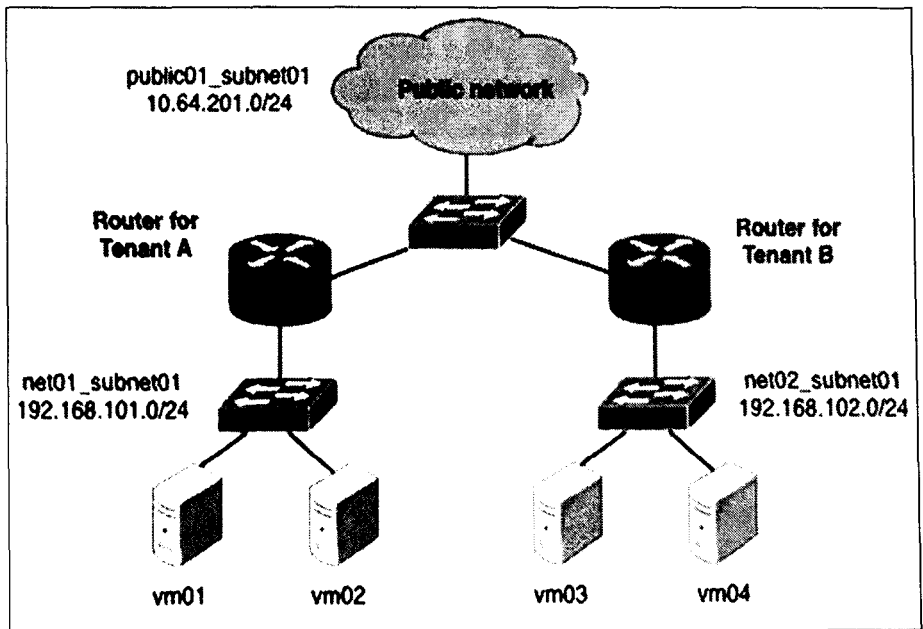 public01_subnet01
10.64.201.0/24
Public network
Router for
Tenant A
Router for
Tenant B
net01_subnet01
192.168.101.0/24
net02_subnet01
192.168.102.0/24
vm01
vm02
vm03
vm04